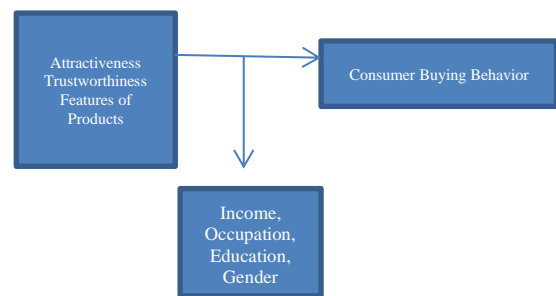 Attractiveness
Trustworthiness
Features of
Products
Consumer Buying Behavior
Income,
Occupation,
Education,
Gender